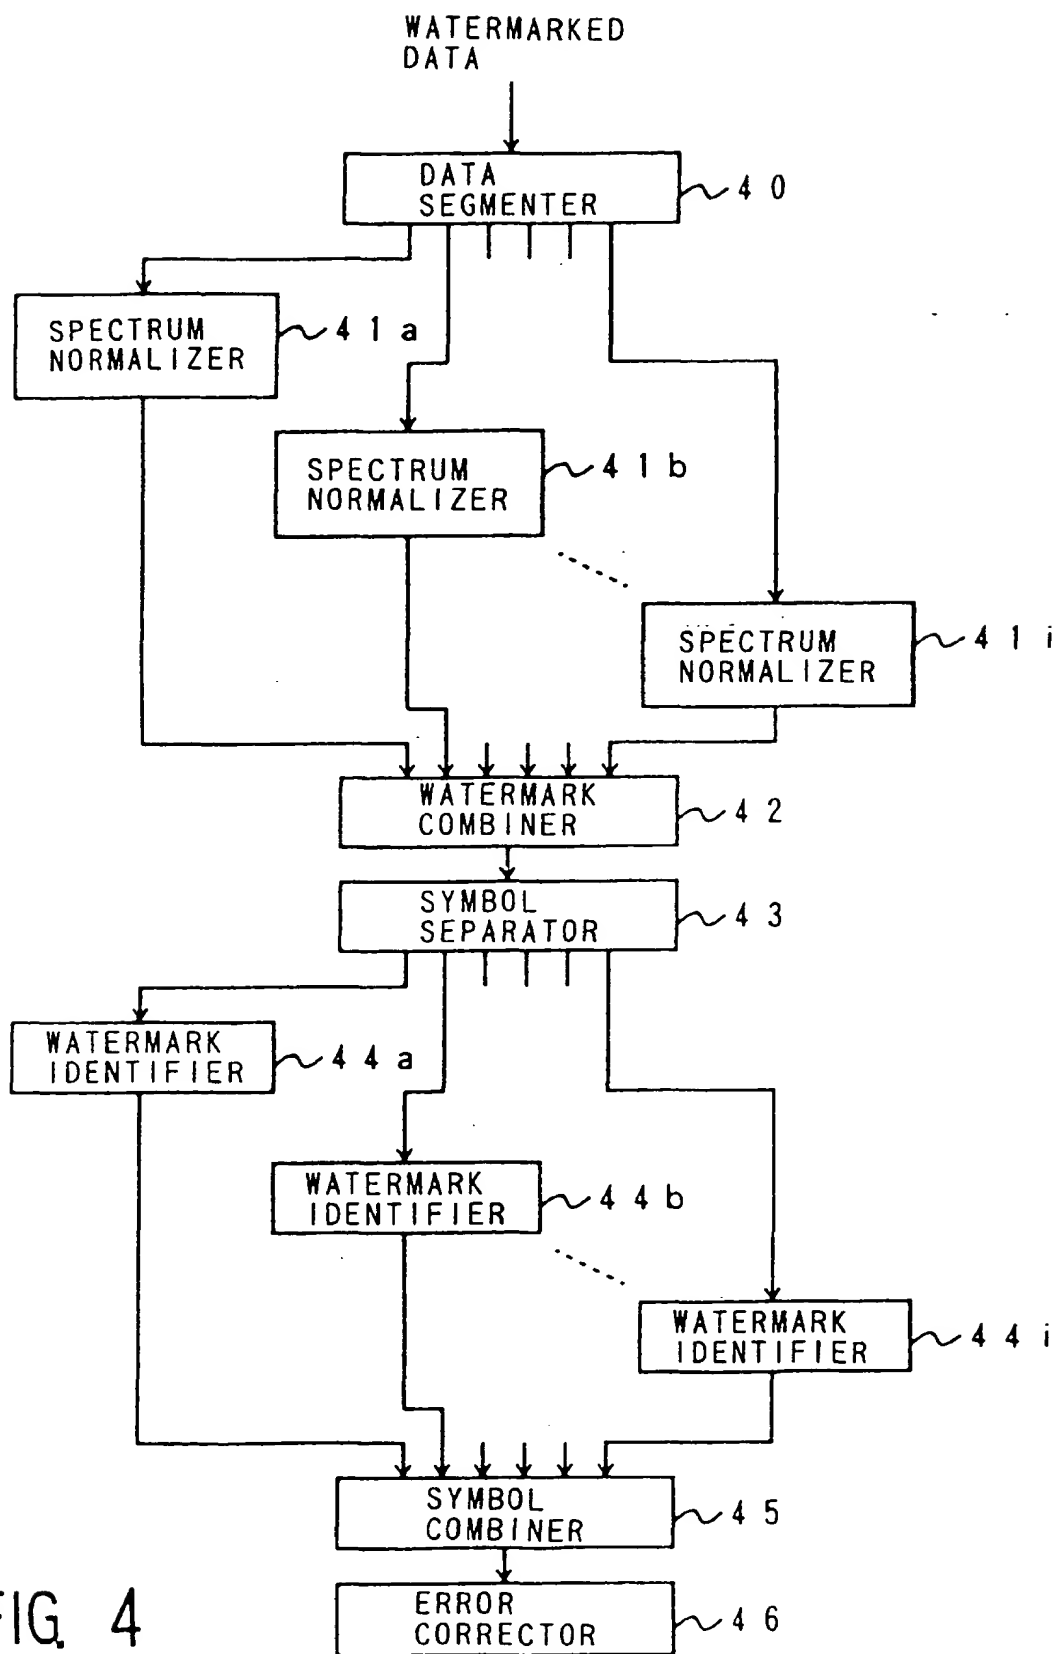 WATERMARKED
DATA
DATA
SEGMENTER
40
SPECTRUM
NORMALIZER
41a
SPECTRUM
NORMALIZER
41b
SPECTRUM
NORMALIZER
41i
WATERMARK
COMBINER
42
SYMBOL
SEPARATOR
43
WATERMARK
IDENTIFIER
44a
WATERMARK
IDENTIFIER
44b
WATERMARK
IDENTIFIER
44i
SYMBOL
COMBINER
45
ERROR
CORRECTOR
46
FIG. 4